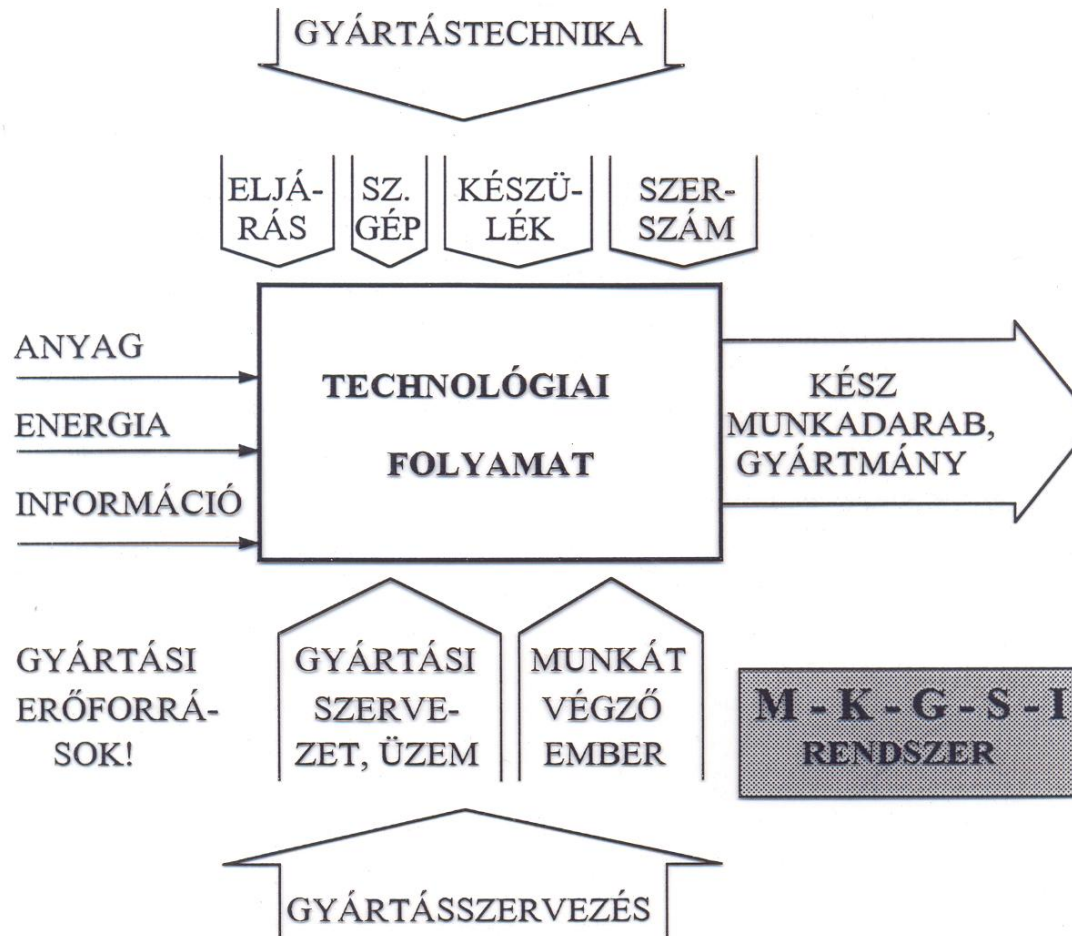 GYÁRTÁSTECHNIKA
ELJÁ-
RÁS
SZ.
GÉP
KÉSZÜ-
LÉK
SZER-
SZÁM
ANYAG
ENERGIA
INFORMÁCIÓ
TECHNOLÓGIAI
FOLYAMAT
KÉSZ
MUNKADARAB,
GYÁRTMÁNY
GYÁRTÁSI
ERŐFORRÁ-
SOK!
GYÁRTÁSI
SZERVE-
ZET, ÜZEM
MUNKÁT
VÉGZŐ
EMBER
M - K - G - S - I
RENDSZER
GYÁRTÁSSZERVEZÉS